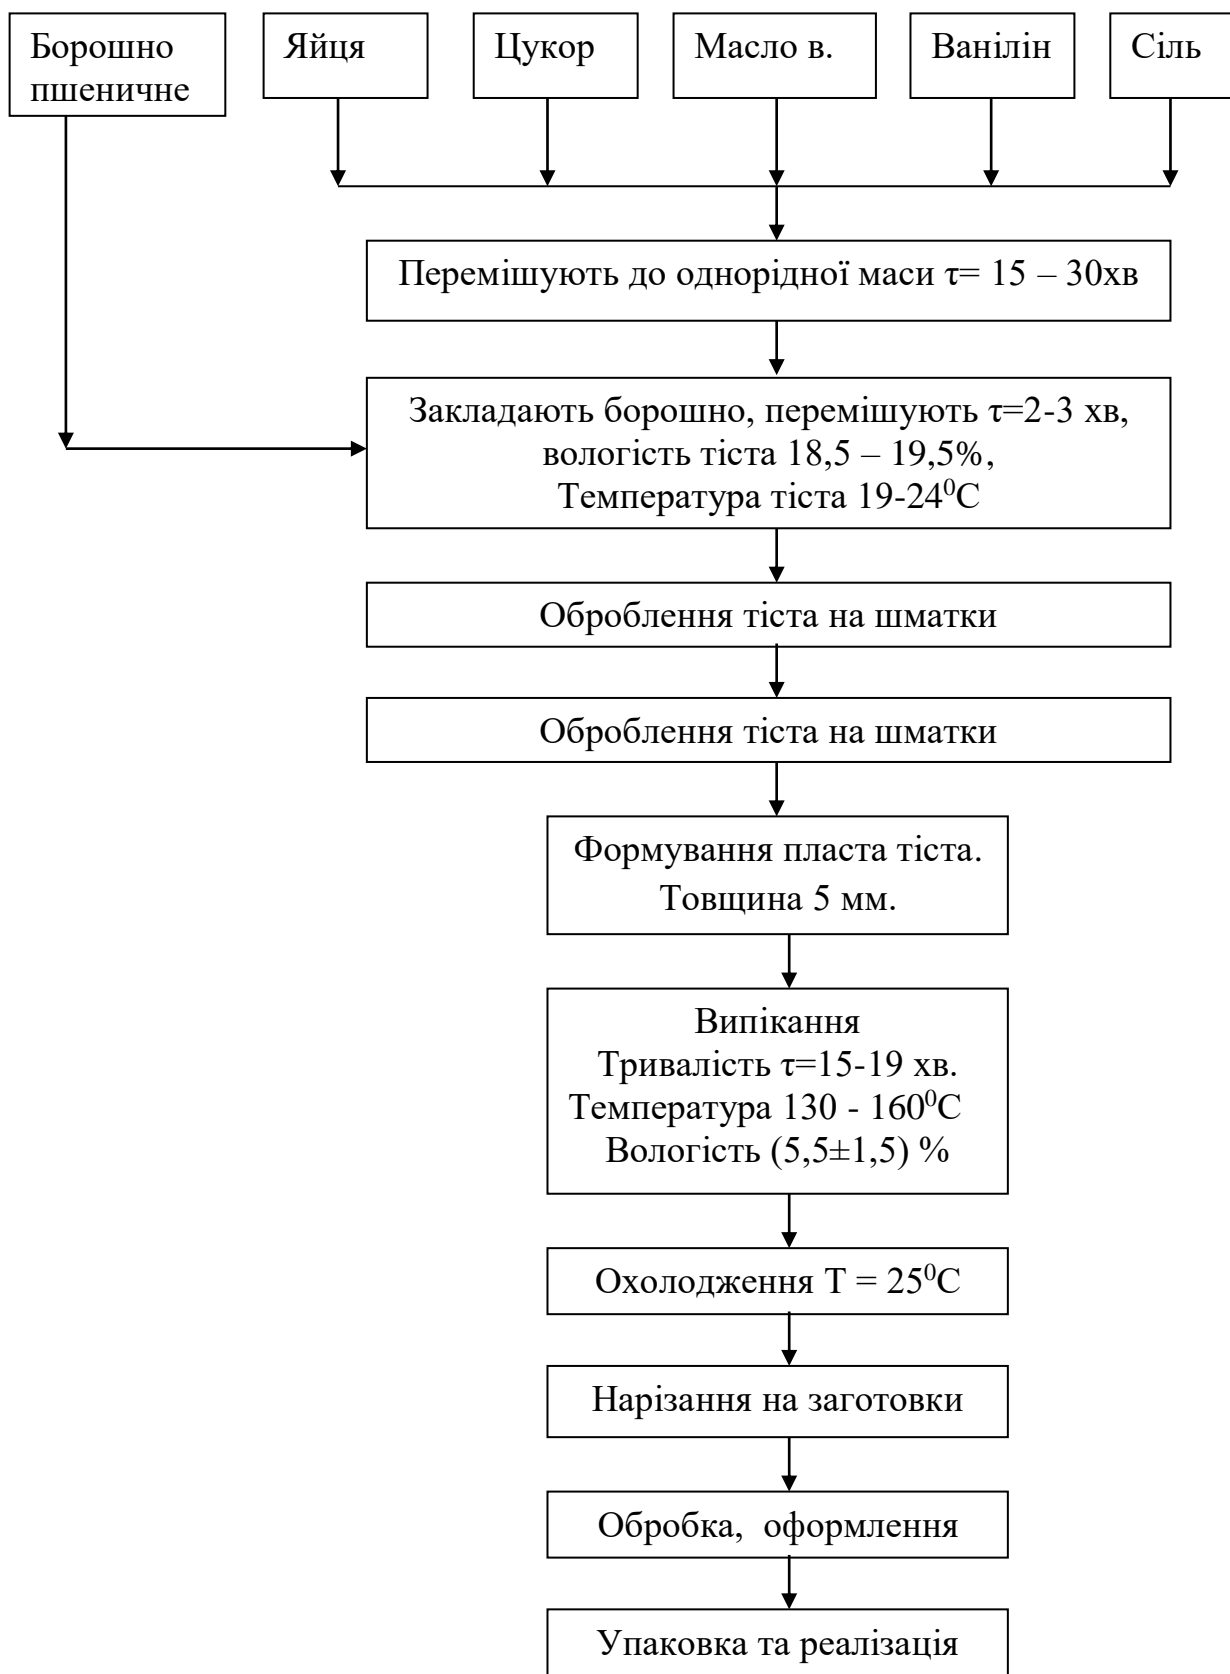 Борошно
пшеничне
Яйця
Цукор
Масло в.
Ванілін
Сіль
Перемішують до однорідної маси τ= 15 – 30хв
Закладають борошно, перемішують τ=2-3 хв,
вологість тіста 18,5 – 19,5%,
Температура тіста 19-24⁰С
Оброблення тіста на шматки
Оброблення тіста на шматки
Формування пласта тіста.
Товщина 5 мм.
Випікання
Тривалість τ=15-19 хв.
Температура 130 - 160⁰С
Вологість (5,5±1,5) %
Охолодження Т = 25⁰С
Нарізання на заготовки
Обробка, оформлення
Упаковка та реалізація